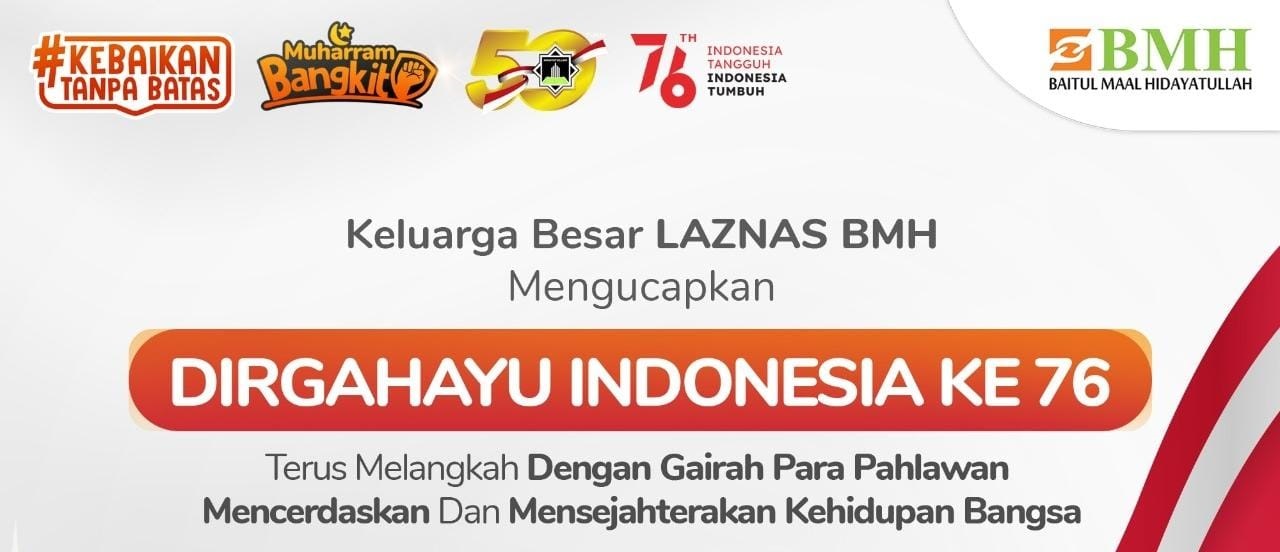 #KEBAIKAN
TANPA BATAS
Muharram
Bangkit
50
76TH
INDONESIA
TANGGUH
INDONESIA
TUMBUH
BMH
BAITUL MAAL HIDAYATULLAH
Keluarga Besar LAZNAS BMH
Mengucapkan
DIRGAHAYU INDONESIA KE 76
Terus Melangkah Dengan Gairah Para Pahlawan
Mencerdaskan Dan Mensejahterakan Kehidupan Bangsa